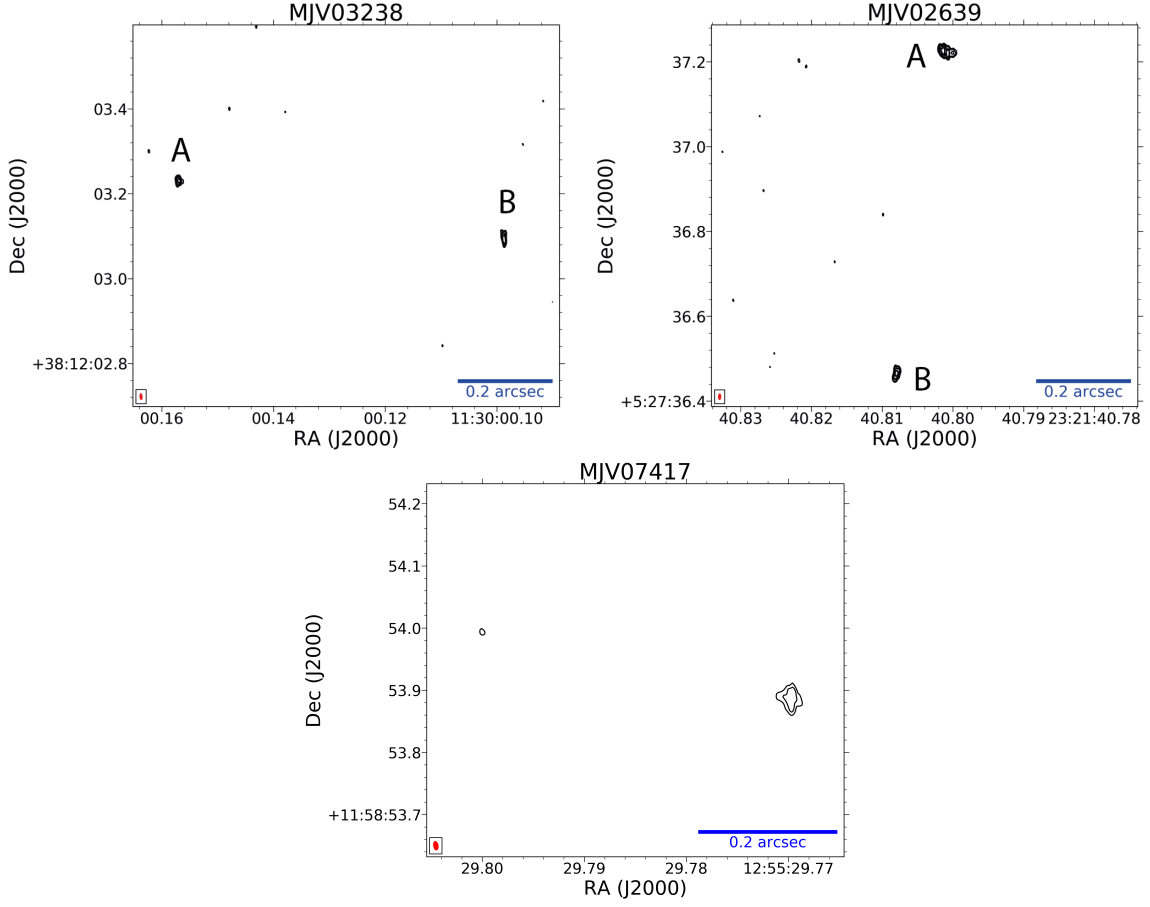 MJV03238
MJV02639
03.4
03.2
03.0
+38:12:02.8
A
B
0.2 arcsec
00.16
00.14
00.12
11:30:00.10
RA (J2000)
Dec (J2000)
37.2
37.0
36.8
36.6
+5:27:36.4
A
B
0.2 arcsec
40.83
40.82
40.81
40.80
40.79
23:21:40.78
RA (J2000)
Dec (J2000)
MJV07417
54.2
54.1
54.0
53.9
53.8
+11:58:53.7
0.2 arcsec
29.80
29.79
29.78
12:55:29.77
RA (J2000)
Dec (J2000)